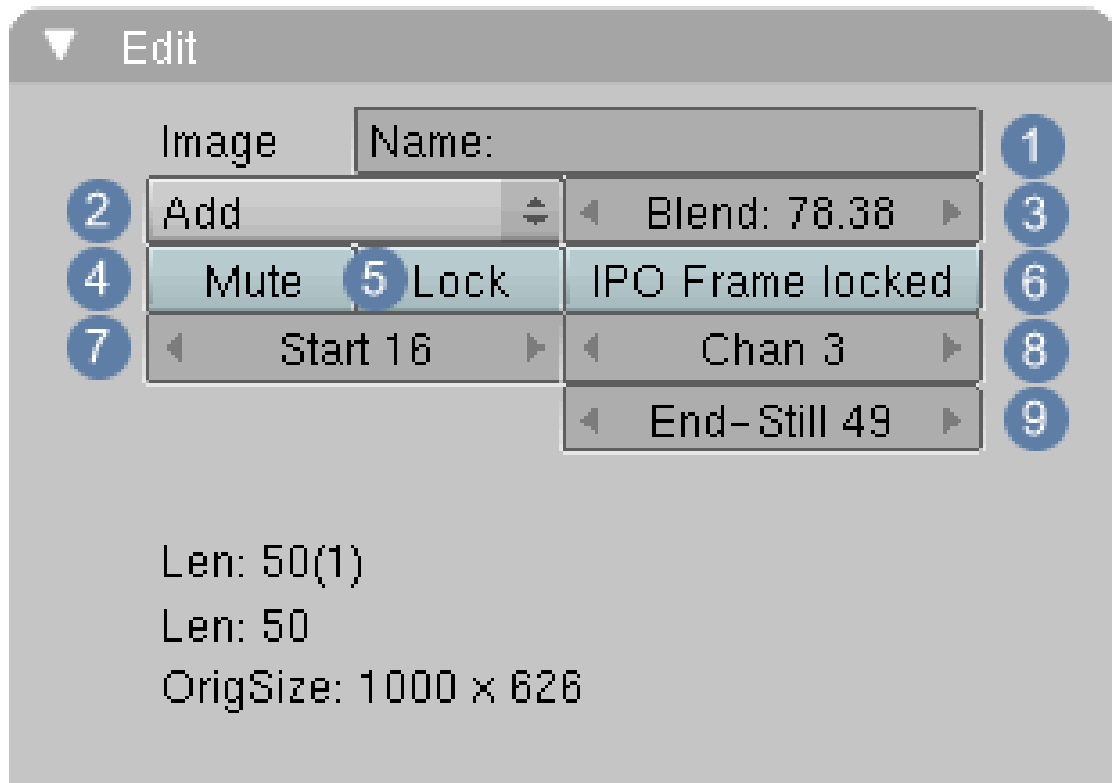 Edit
Image Name: 1
2 Add Blend: 78.38 3
4 Mute 5 Lock IPO Frame locked 6
7 Start 16 Chan 3 8
End-Still 49 9
Len: 50(1)
Len: 50
OrigSize: 1000 x 626